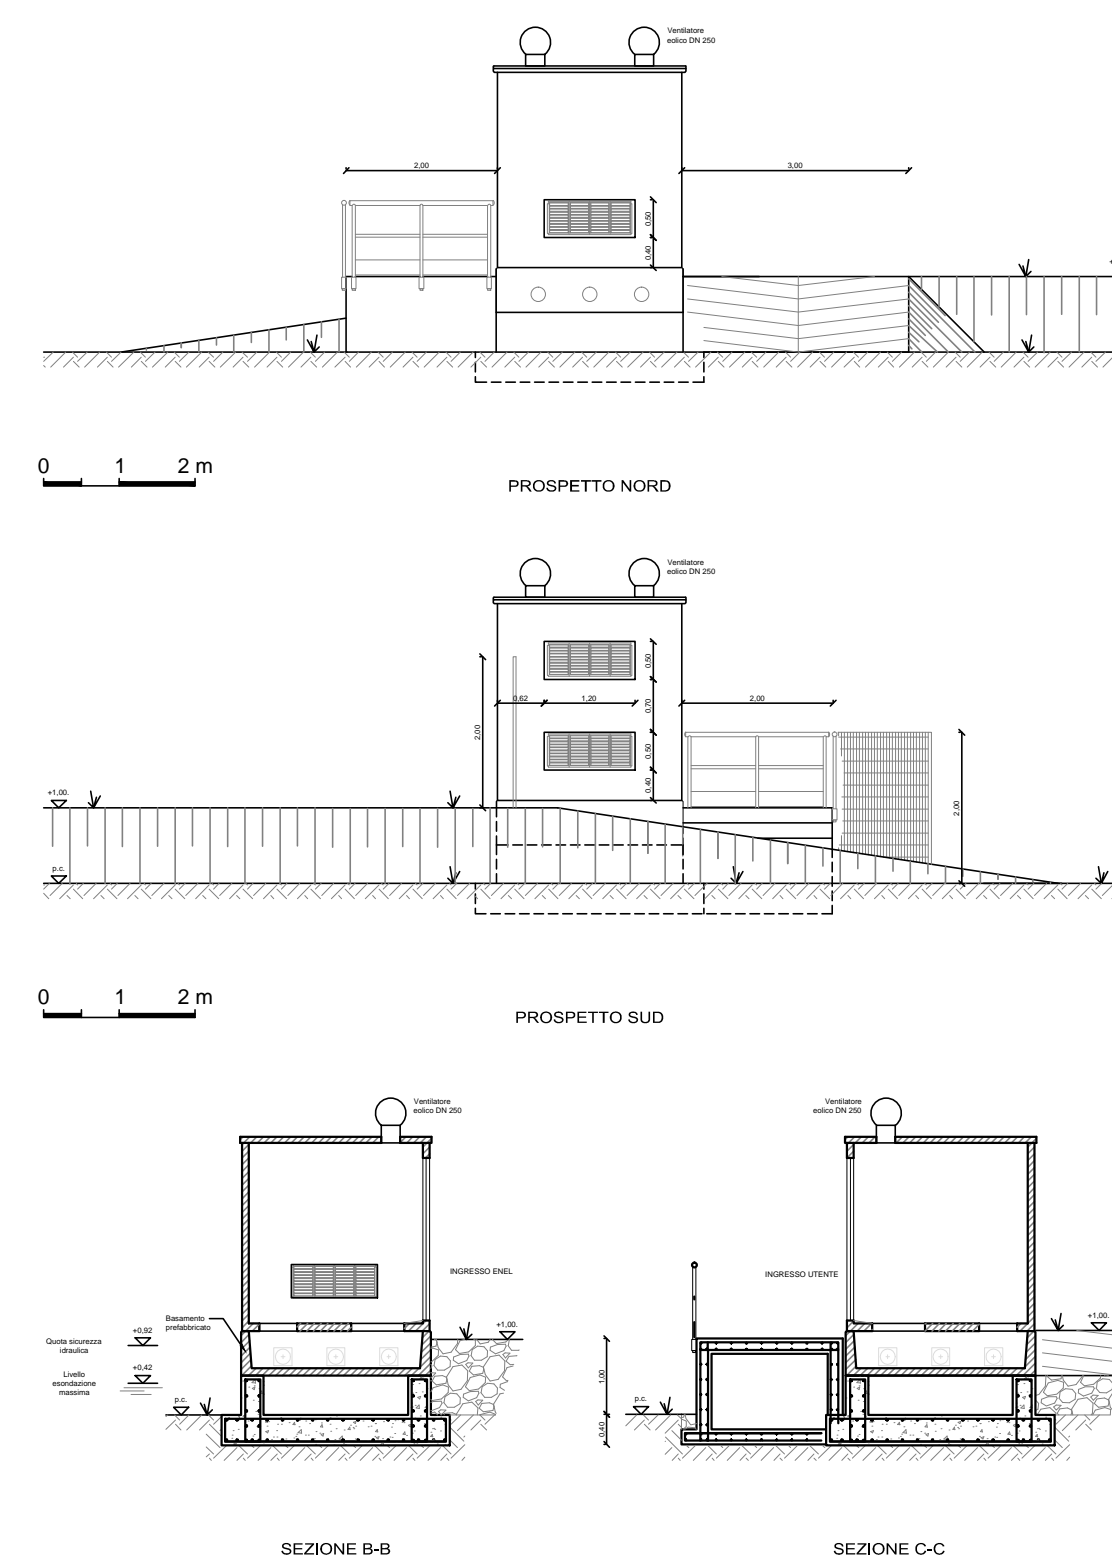 Ventilatore
eolico DN 250
2,00
3,00
0,50
0,40
0 1 2 m
PROSPETTO NORD
Ventilatore
eolico DN 250
0,50
0,62
1,20
0,70
2,00
2,00
0,50
0,40
2,00
+1,00.
p.c.
0 1 2 m
PROSPETTO SUD
Ventilatore
eolico DN 250
INGRESSO ENEL
Basamento
prefabbricato
+1,00.
Quota sicurezza
idraulica
+0,92
Livello
esondazione
massima
+0,42
p.c.
SEZIONE B-B
Ventilatore
eolico DN 250
INGRESSO UTENTE
+1,00.
1,00
p.c.
0,40
SEZIONE C-C